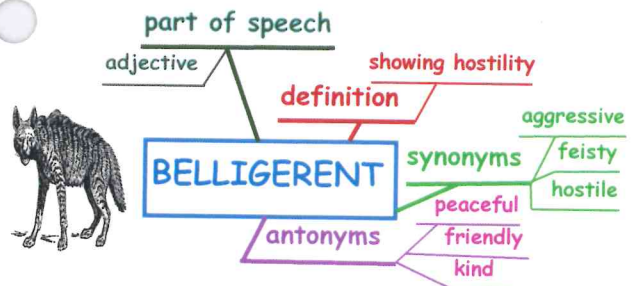 part of speech
adjective
showing hostility
definition
BELLIGERENT
synonyms
aggressive
feisty
hostile
antonyms
peaceful
friendly
kind